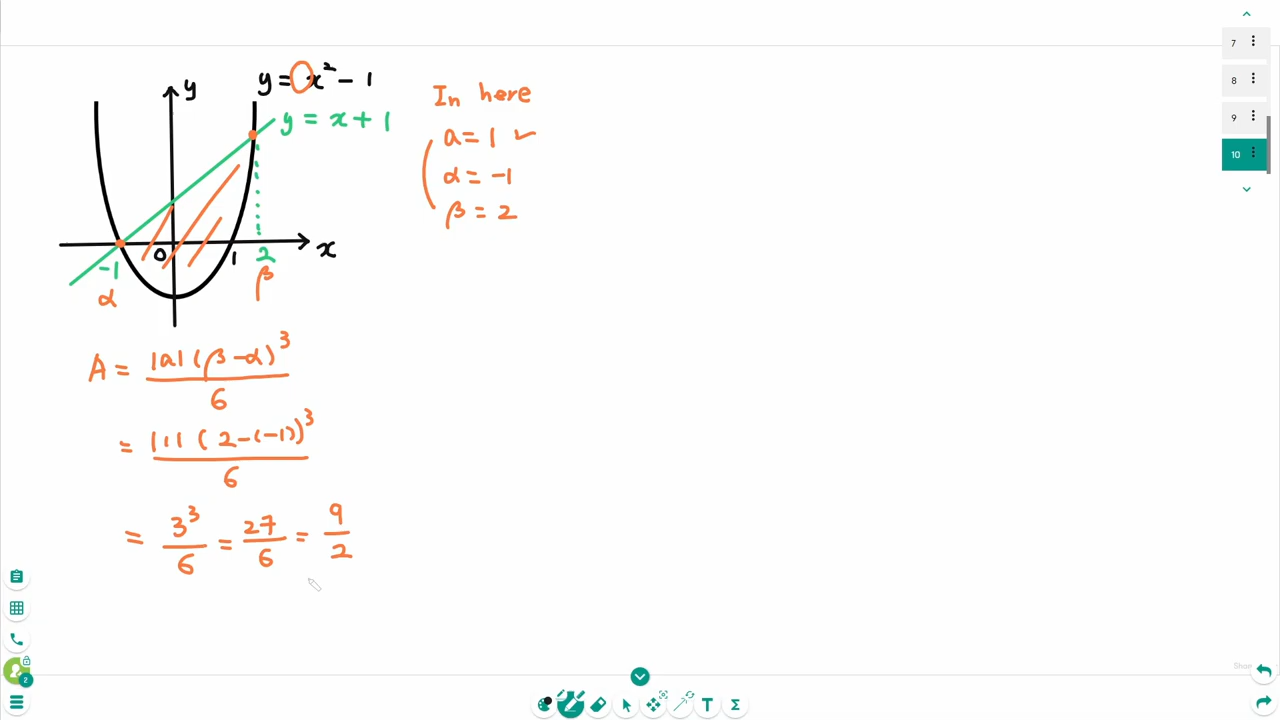 y = x² − 1
y
y = x + 1
In here
a = 1 ✓
α = −1
β = 2
0
x
−1
1
2
α
β
A = |a| (β − α)³ / 6
= |1| (2 − (−1))³ / 6
= 3³ / 6 = 27 / 6 = 9 / 2
7
8
9
10
2
T
Σ